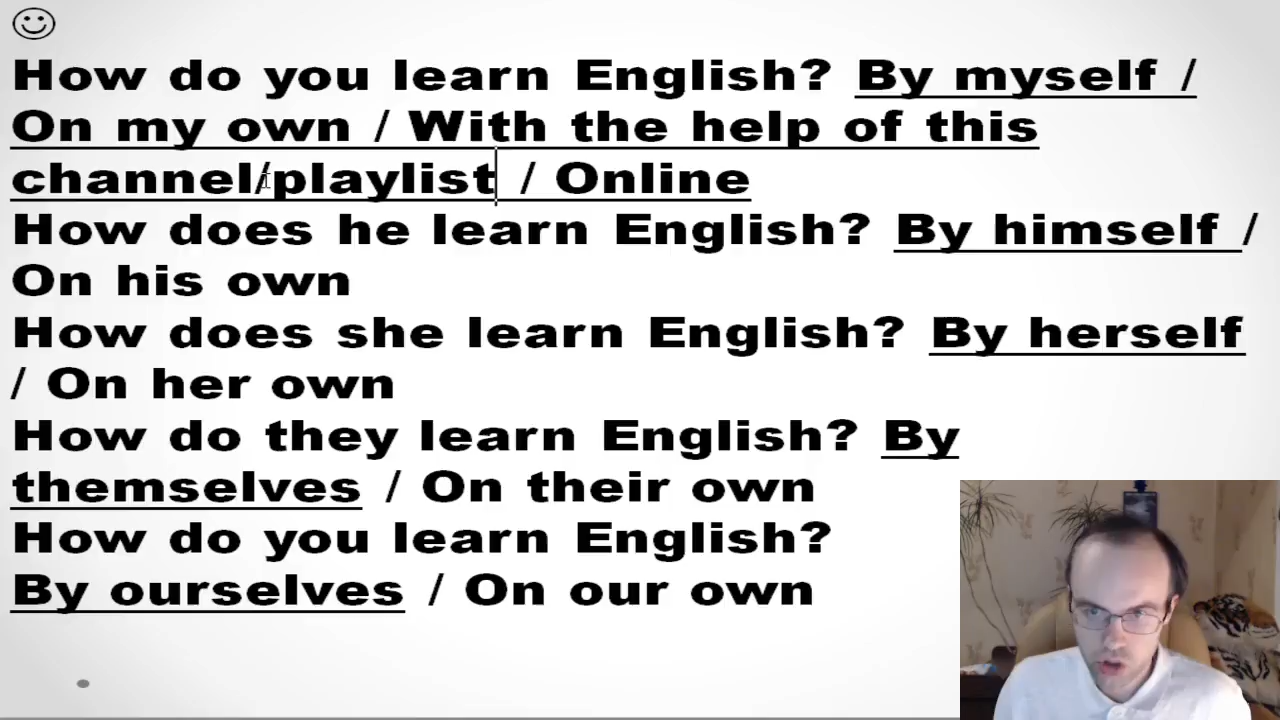 How do you learn English? By myself /
On my own / With the help of this
channel/playlist / Online
How does he learn English? By himself /
On his own
How does she learn English? By herself
/ On her own
How do they learn English? By
themselves / On their own
How do you learn English?
By ourselves / On our own